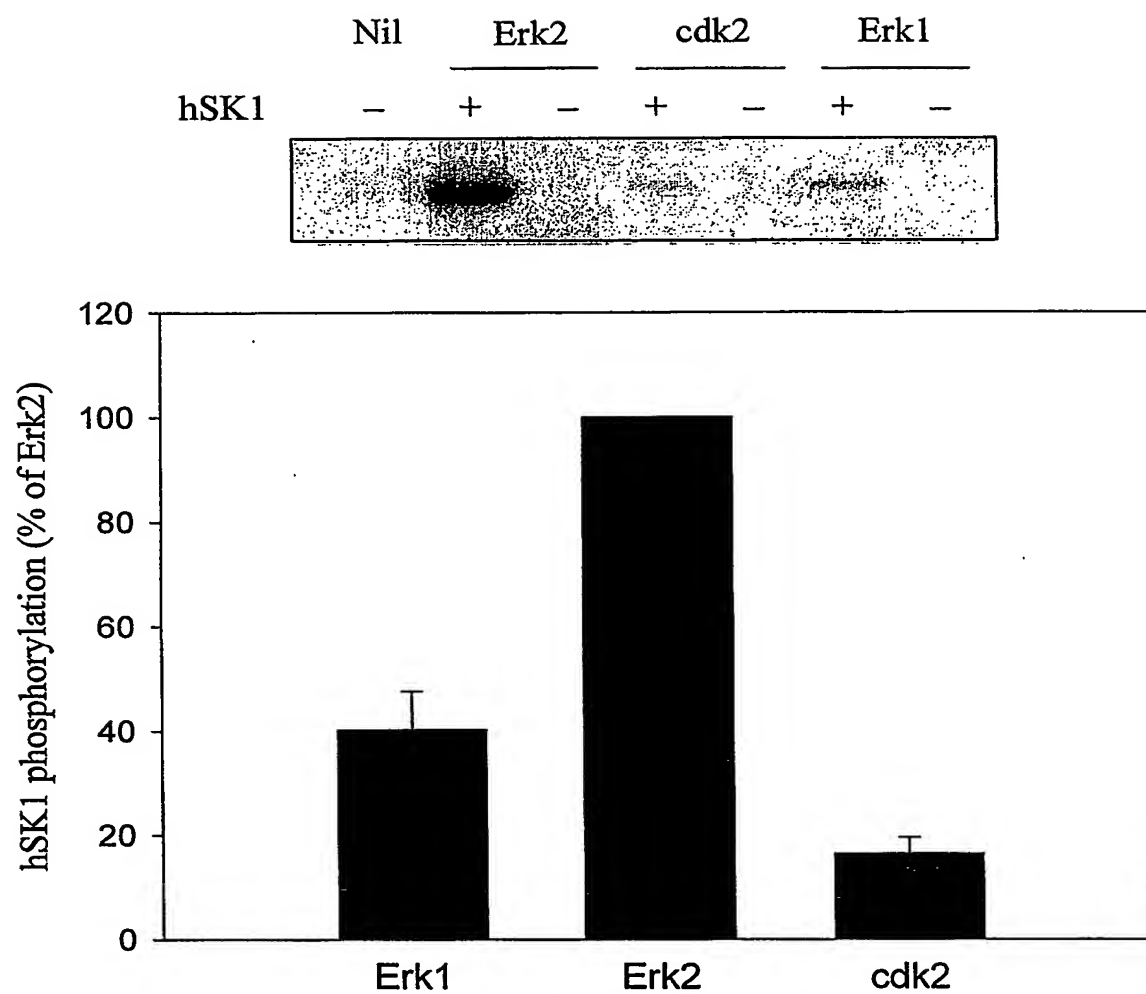 Nil Erk2 cdk2 Erk1
hSK1 – + – + – + –
120
100
80
60
40
20
0
hSK1 phosphorylation (% of Erk2)
Erk1 Erk2 cdk2